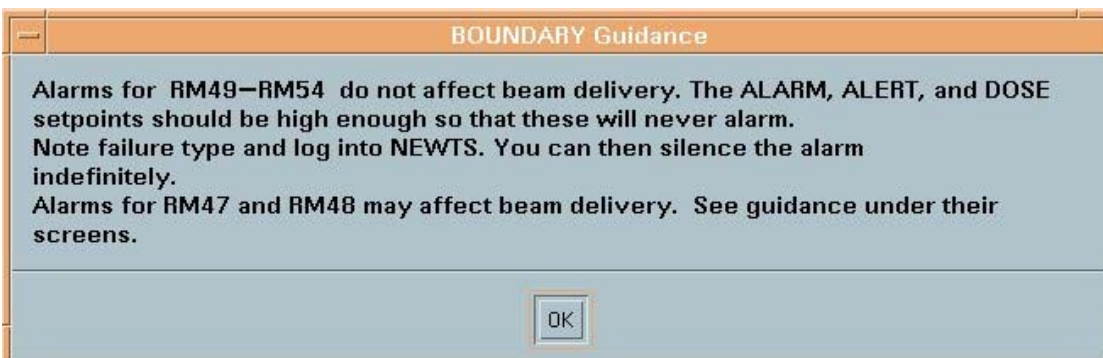 BOUNDARY Guidance
Alarms for RM49-RM54 do not affect beam delivery. The ALARM, ALERT, and DOSE
setpoints should be high enough so that these will never alarm.
Note failure type and log into NEWTS. You can then silence the alarm
indefinitely.
Alarms for RM47 and RM48 may affect beam delivery. See guidance under their
screens.
OK